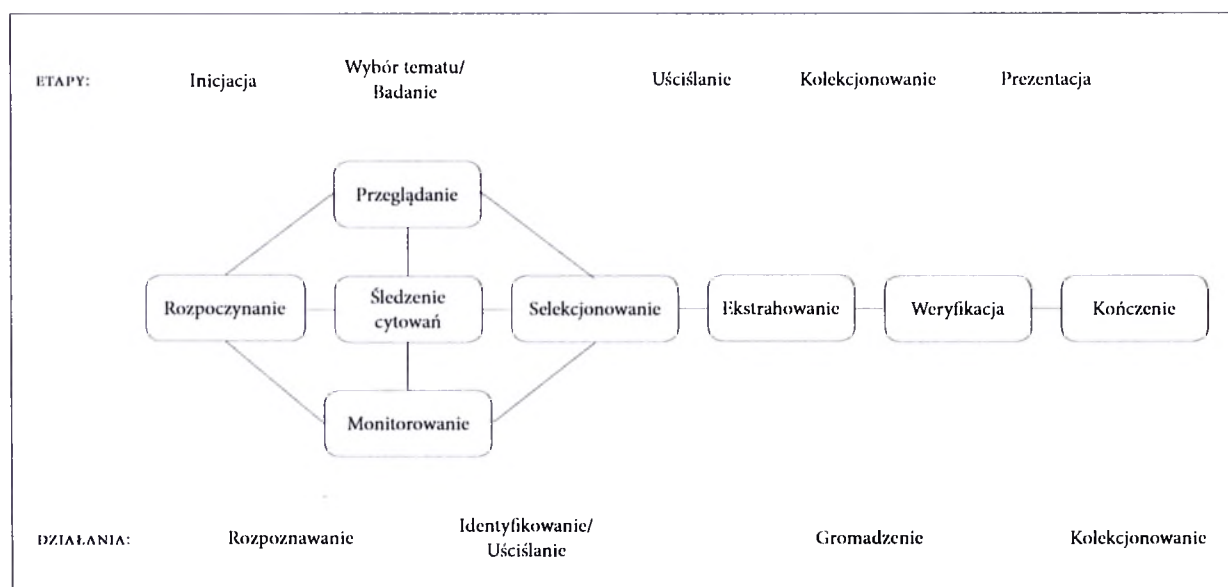 ETAPY:
Inicjacja
Wybór tematu/
Badanie
Uściślanie
Kolekcjonowanie
Prezentacja
Przeglądanie
Rozpoczynanie
Śledzenie
cytowań
Selekcjonowanie
Ekstrahowanie
Weryfikacja
Kończenie
Monitorowanie
DZIAŁANIA:
Rozpoznawanie
Identyfikowanie/
Uściślanie
Gromadzenie
Kolekcjonowanie